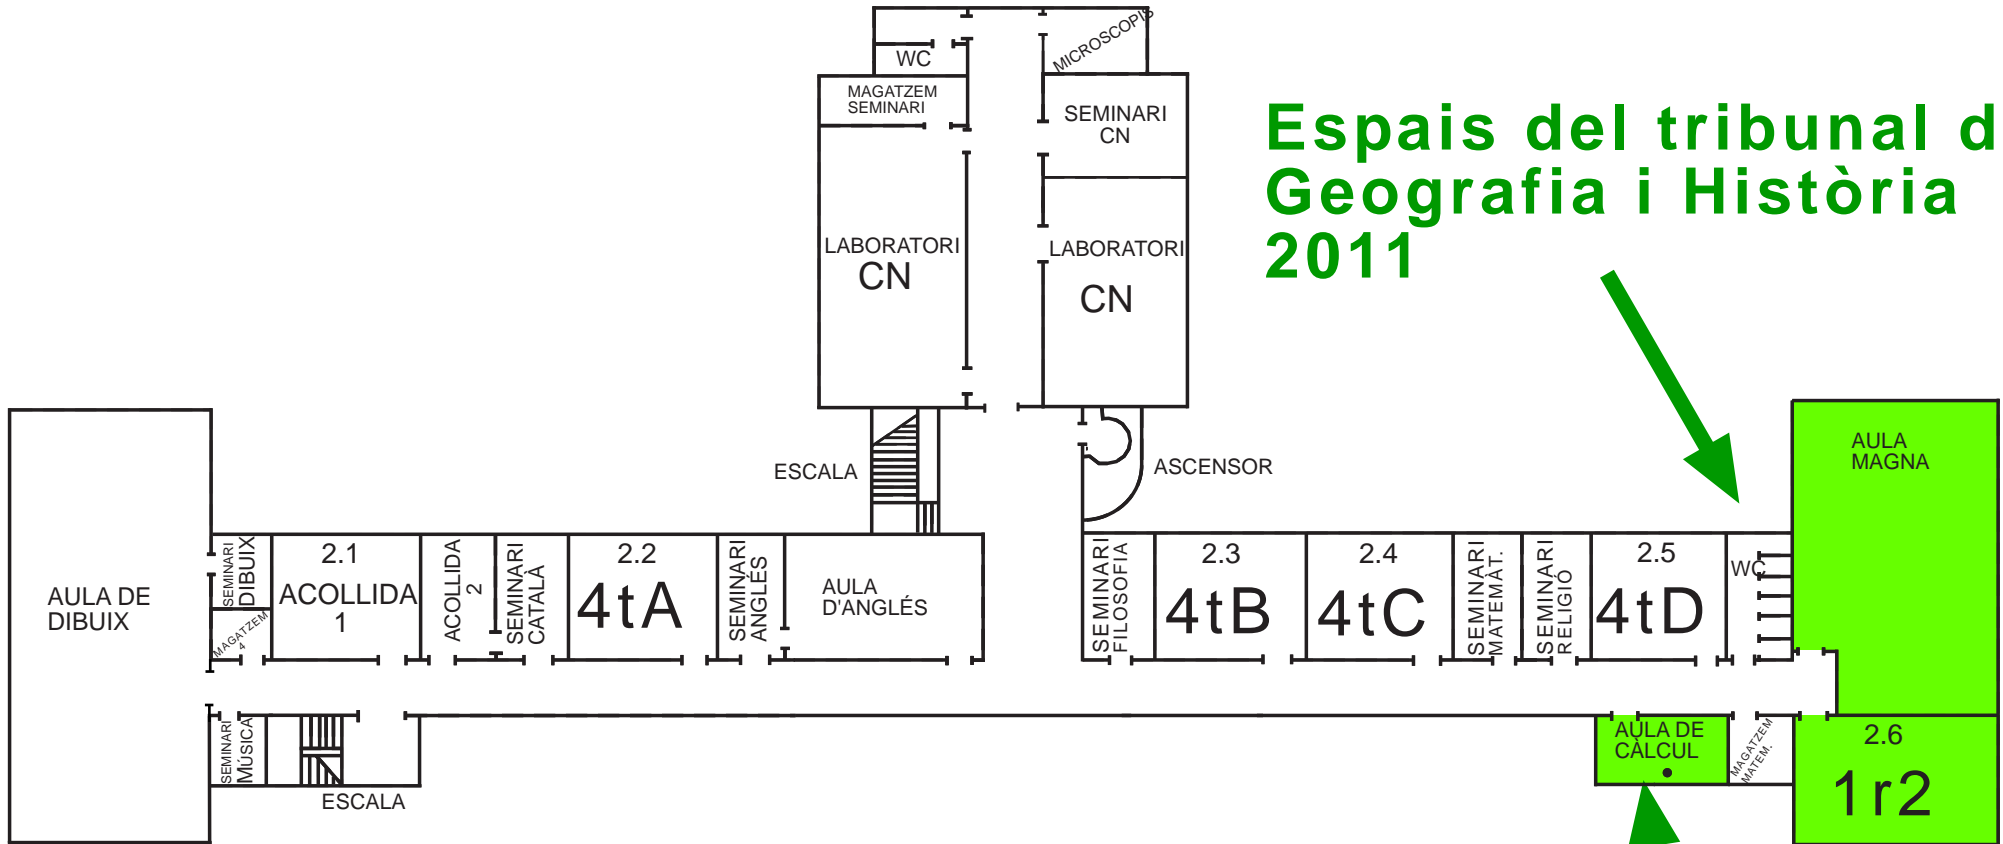 MICROSCOPIS
WC
MAGATZEM
SEMINARI
SEMINARI
CN
Espais del tribunal d
Geografia i Història
2011
LABORATORI
CN
LABORATORI
CN
ESCALA
ASCENSOR
AULA
MAGNA
AULA DE
DIBUIX
SEMINARI
DIBUIX
MAGATZEM
4
2.1
ACOLLIDA
1
ACOLLIDA
2
SEMINARI
CATALÀ
2.2
4tA
SEMINARI
ANGLÉS
AULA
D'ANGLÉS
SEMINARI
FILOSOFIA
2.3
4tB
2.4
4tC
SEMINARI
MATEMÀT.
SEMINARI
RELIGIÓ
2.5
4tD
WC
SEMINARI
MÚSICA
ESCALA
AULA DE
CÀLCUL
MAGATZEM
MATEM.
2.6
1r2